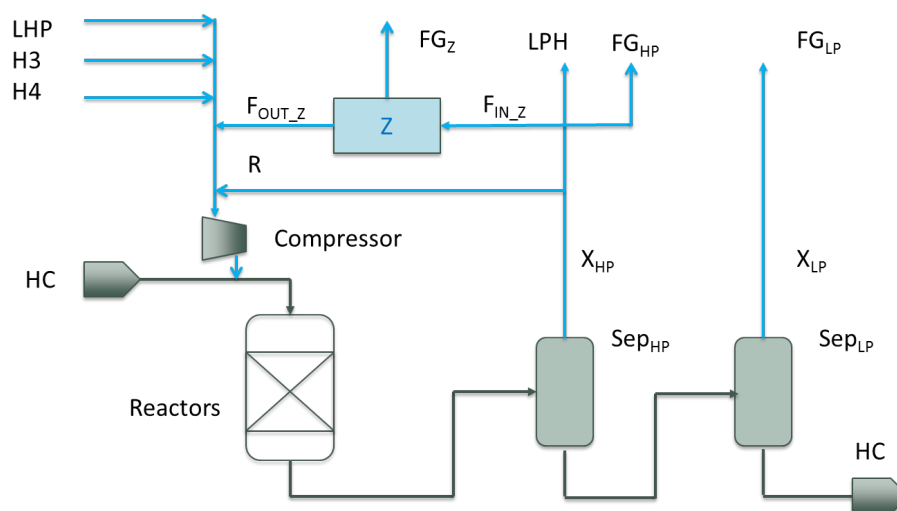 LHP
H3
H4
FG_Z
LPH
FG_HP
FG_LP
F_OUT_Z
Z
F_IN_Z
R
Compressor
X_HP
X_LP
HC
Sep_HP
Sep_LP
Reactors
HC